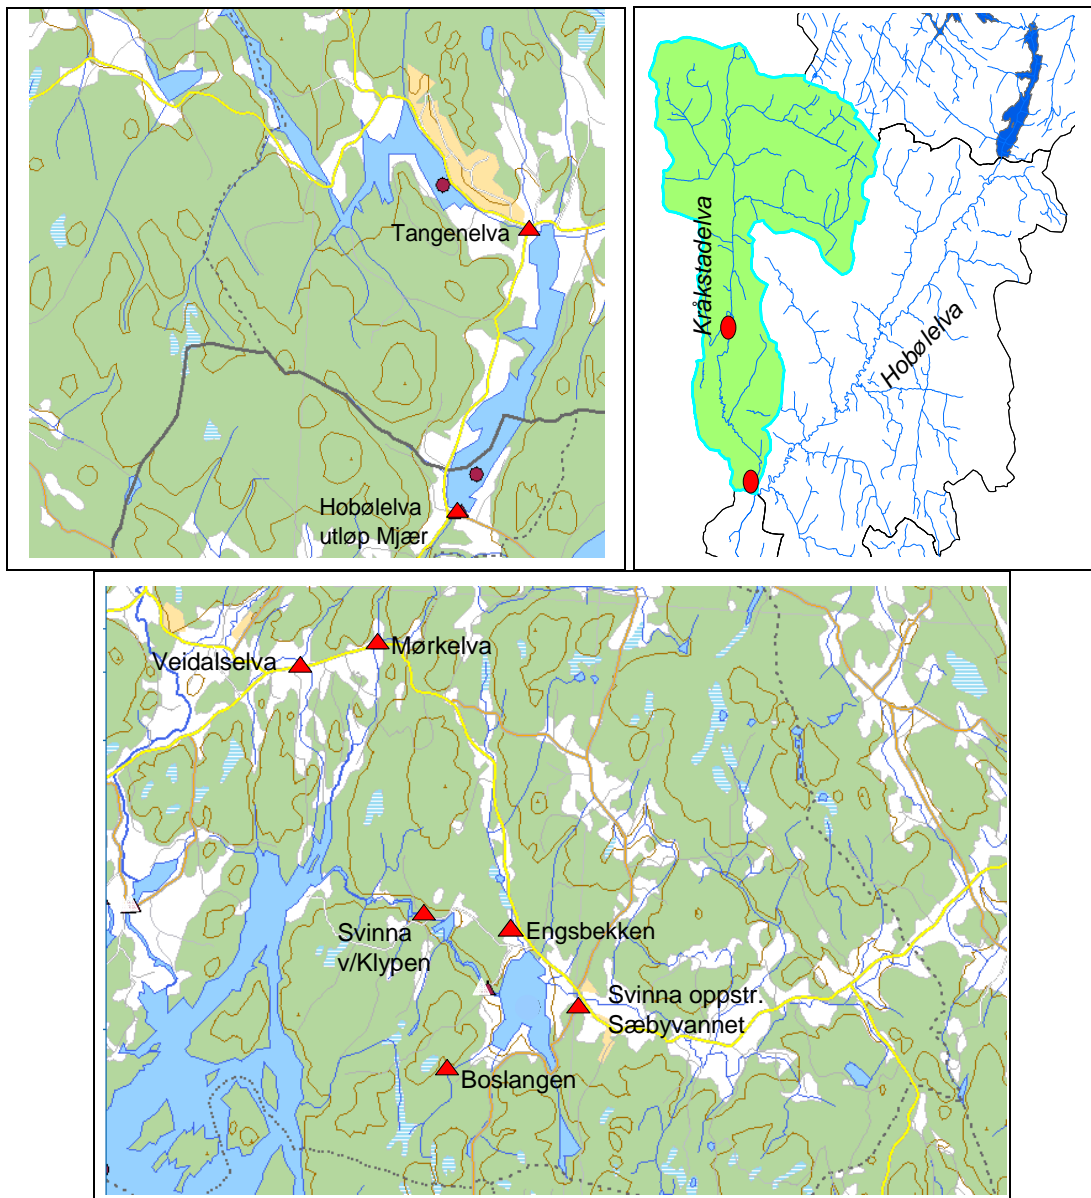 Tangenelva
Hobølelva
utløp Mjær
Kråkstadelva
Hobølelva
Mørkelva
Veidalselva
Svinna
v/Klypen
Engsbekken
Svinna oppstr.
Sæbyvannet
Boslangen